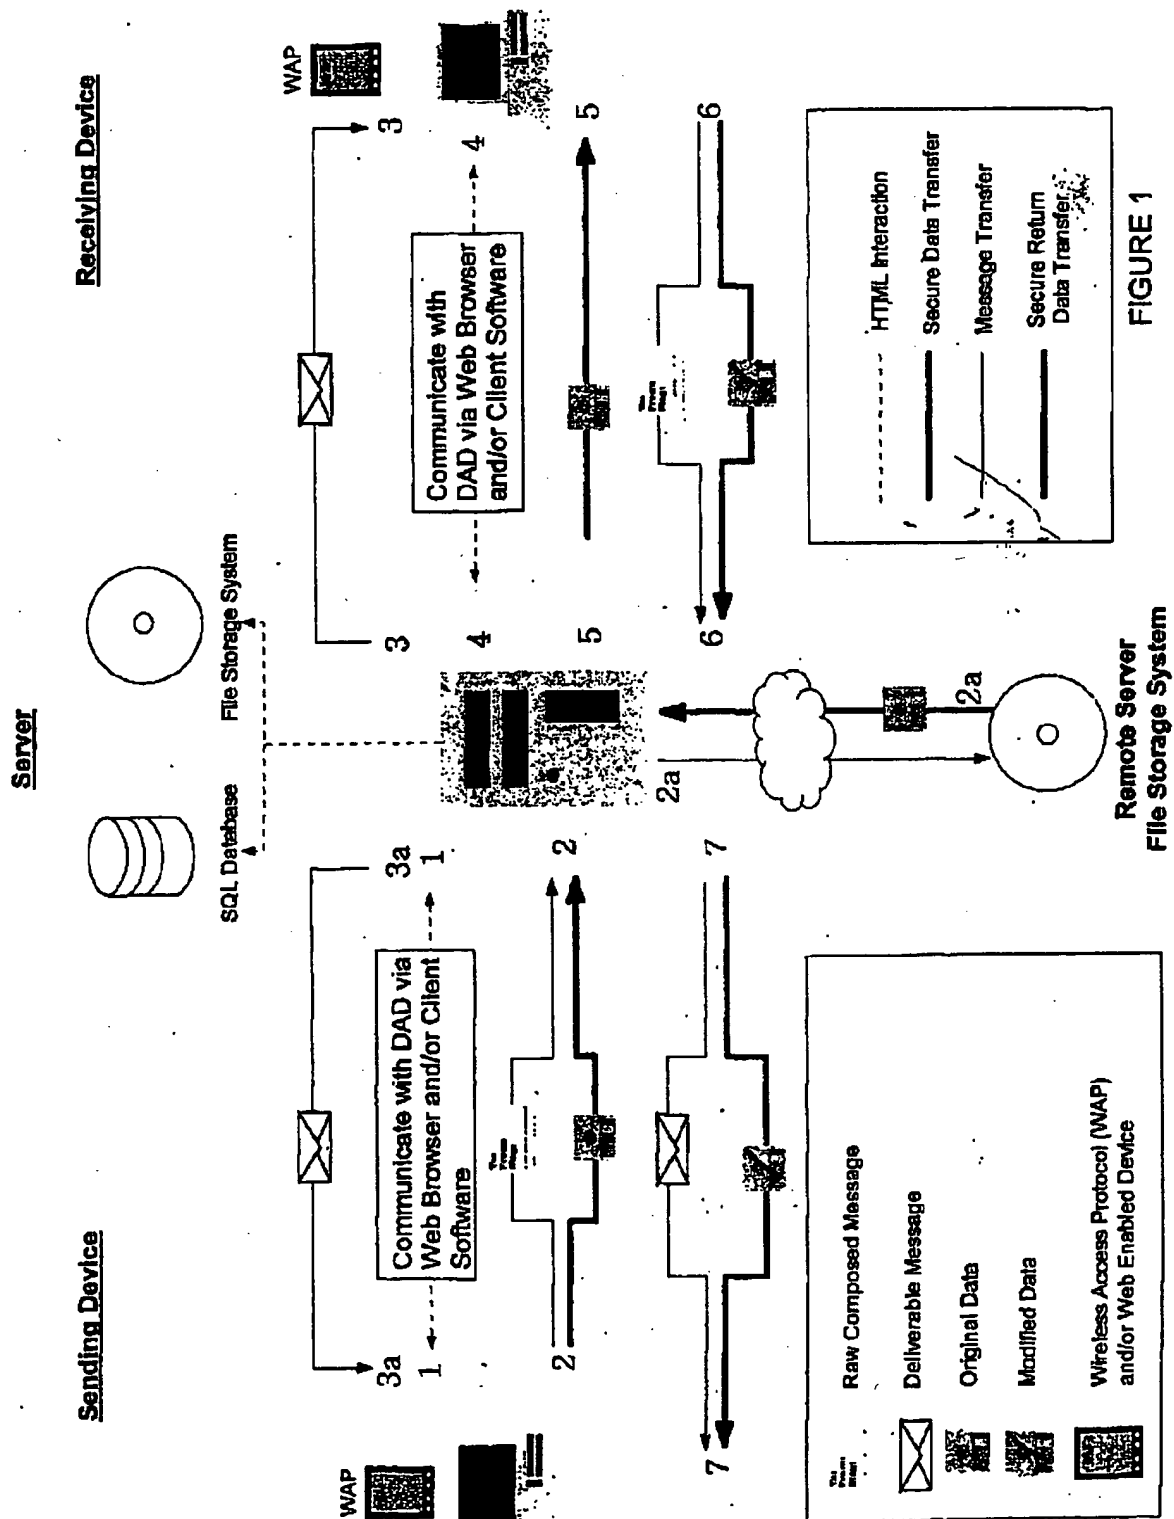 Sending Device
Server
Receiving Device
WAP
WAP
SQL Database
File Storage System
3a
3a
3
3
1
Communicate with DAD via
Web Browser and/or Client
Software
1
4
Communicate with
DAD via Web Browser
and/or Client Software
4
2
2
5
5
7
7
6
6
2a
2a
Remote Server
File Storage System
Raw Composed Message
Deliverable Message
Original Data
Modified Data
Wireless Access Protocol (WAP)
and/or Web Enabled Device
HTML Interaction
Secure Data Transfer
Message Transfer
Secure Return
Data Transfer
FIGURE 1